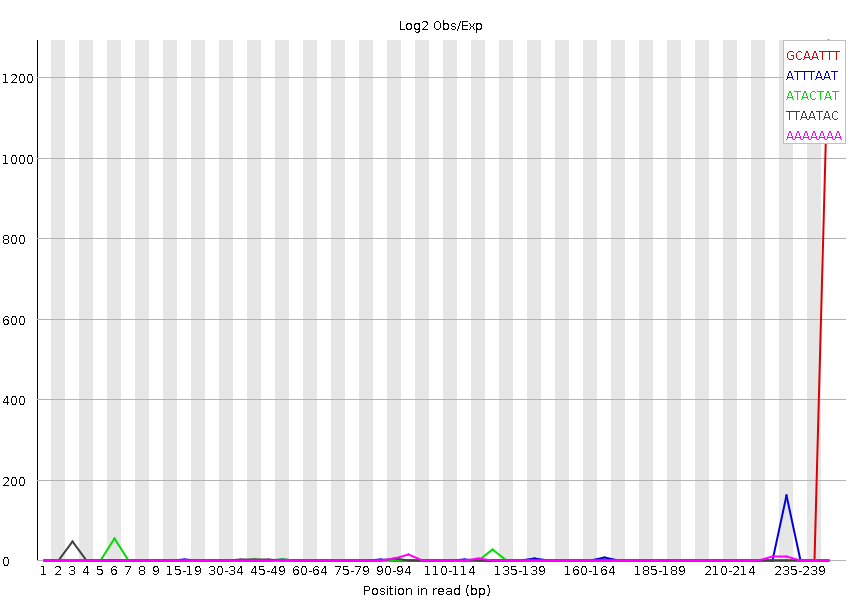 Log2 Obs/Exp
GCAATTT
ATTTAAT
ATACTAT
TTAATAC
AAAAAAA
1200
1000
800
600
400
200
0
1 2 3 4 5 6 7 8 9 15-19 30-34 45-49 60-64 75-79 90-94 110-114 135-139 160-164 185-189 210-214 235-239
Position in read (bp)